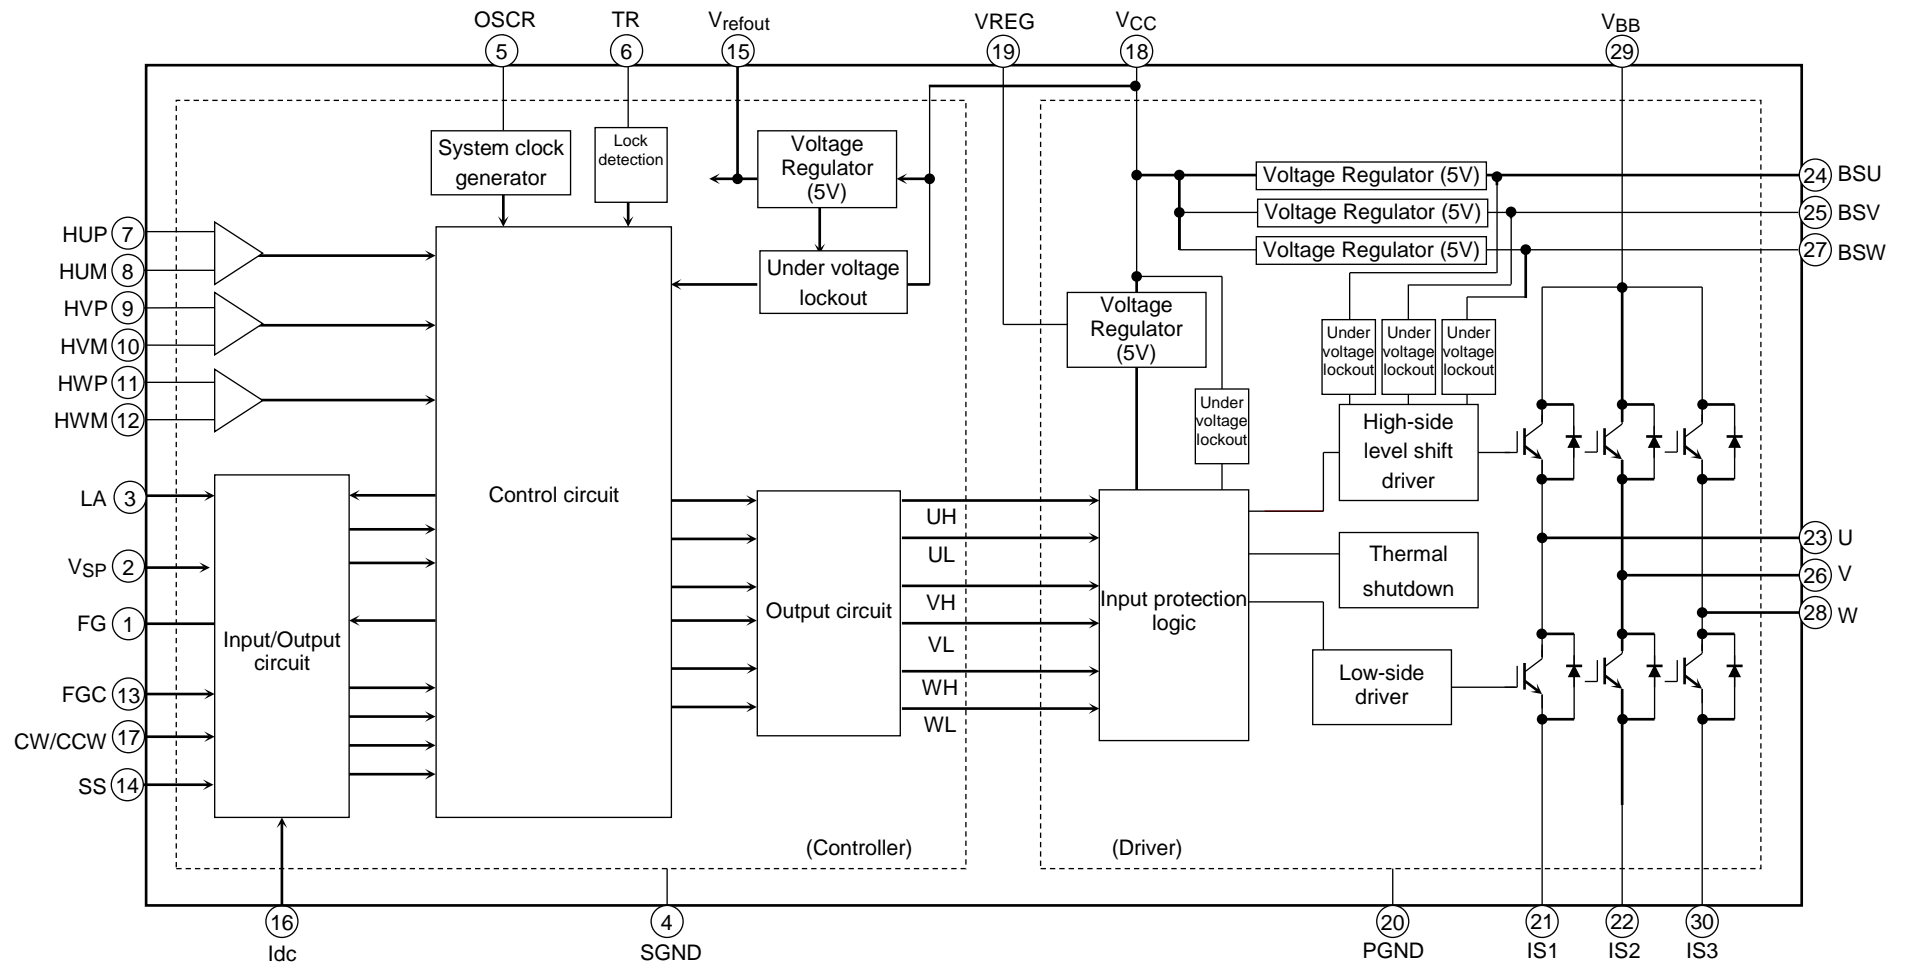 OSCR TR Vrefout VREG VCC VBB
5 6 15 19 18 29
System clock
generator
Lock
detection
Voltage
Regulator
(5V)
Under voltage
lockout
Voltage Regulator (5V)
24 BSU
Voltage Regulator (5V)
25 BSV
Voltage Regulator (5V)
27 BSW
HUP 7
HUM 8
HVP 9
HVM 10
HWP 11
HWM 12
Voltage
Regulator
(5V)
Under
voltage
lockout
Under
voltage
lockout
Under
voltage
lockout
Under
voltage
lockout
High-side
level shift
driver
LA 3
VSP 2
FG 1
FGC 13
CW/CCW 17
SS 14
Input/Output
circuit
Control circuit
Output circuit
UH
UL
VH
VL
WH
WL
Input protection
logic
Thermal
shutdown
Low-side
driver
23 U
26 V
28 W
(Controller)
(Driver)
16 4 20 21 22 30
Idc SGND PGND IS1 IS2 IS3